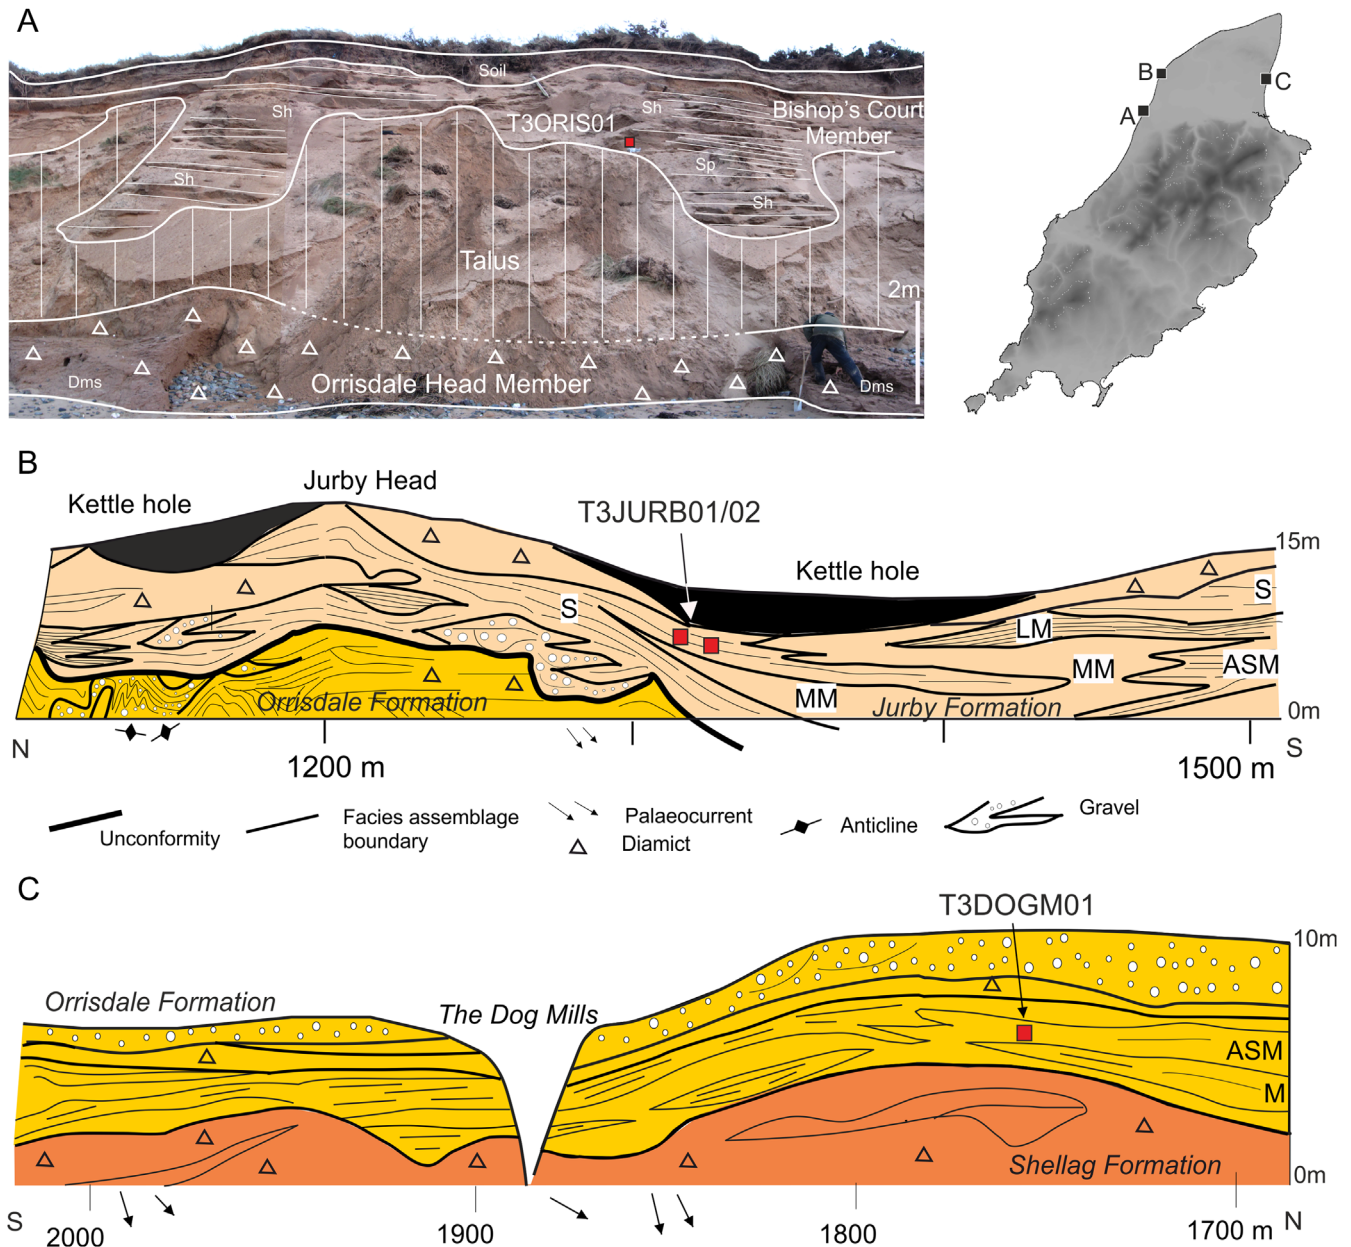 A
Soil
Sh
Sh
Bishop's Court
Member
T3ORIS01
Sp
Sh
Sh
Talus
2m
Orrisdale Head Member
Dms
Dms
B
A
C
B
Jurby Head
Kettle hole
T3JURB01/02
Kettle hole
15m
S
S
LM
MM
ASM
MM
Orrisdale Formation
Jurby Formation
0m
N
S
1200 m
1500 m
Unconformity
Facies assemblage
boundary
Palaeocurrent
Diamict
Anticline
Gravel
C
T3DOGM01
10m
Orrisdale Formation
The Dog Mills
ASM
M
Shellag Formation
0m
S
2000
1900
1800
1700 m
N